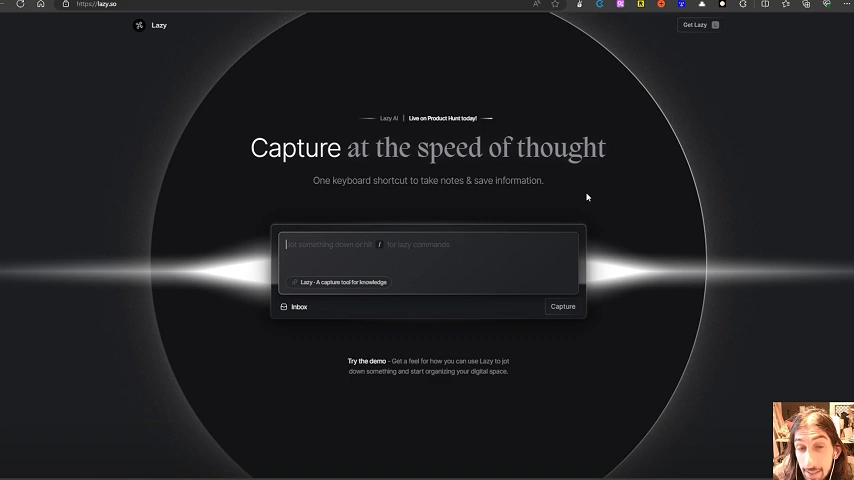 https://lazy.so
Lazy
Get Lazy L
Lazy AI | Live on Product Hunt today!
Capture at the speed of thought
One keyboard shortcut to take notes & save information.
jot something down or hit / for lazy commands
Lazy - A capture tool for knowledge
Inbox
Capture
Try the demo - Get a feel for how you can use Lazy to jot
down something and start organizing your digital space.